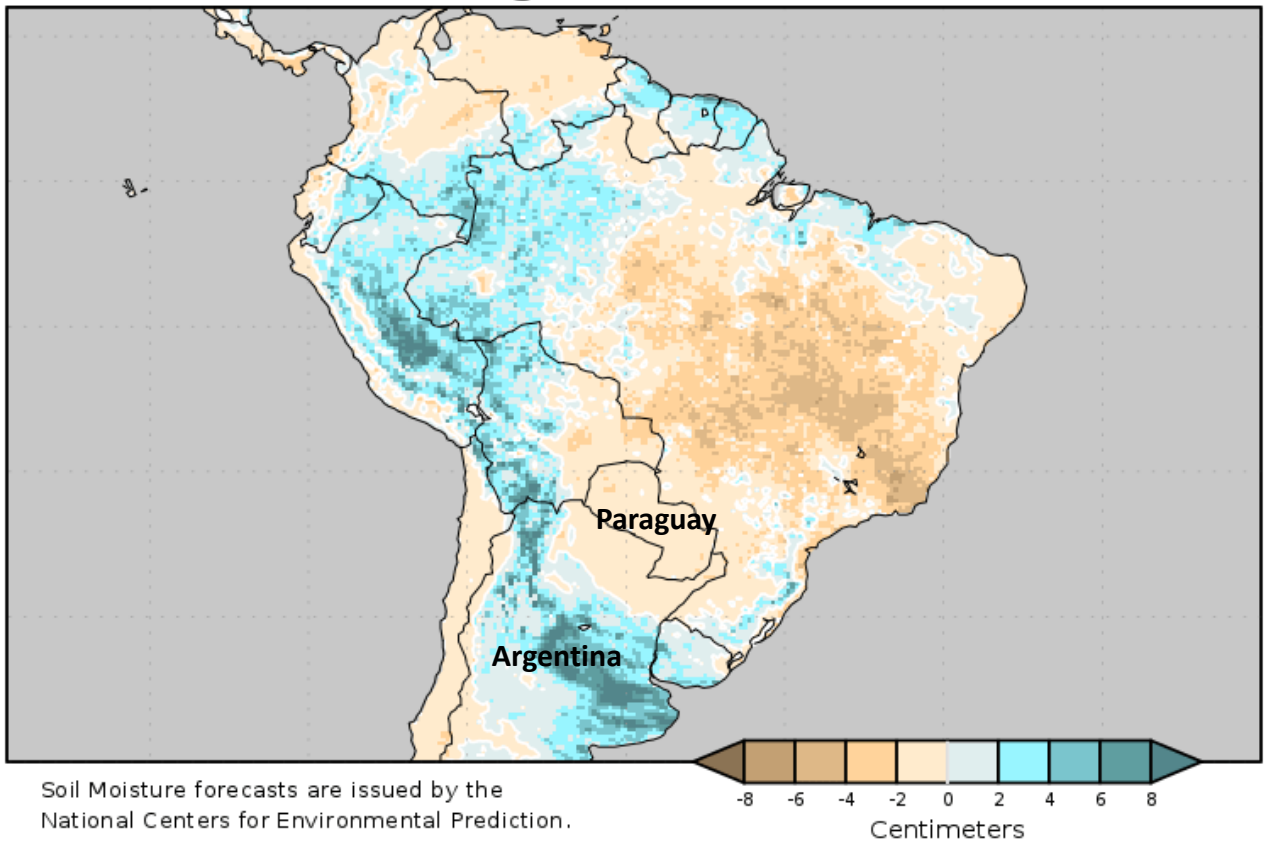 Paraguay
Argentina
-8 -6 -4 -2 0 2 4 6 8
Centimeters
Soil Moisture forecasts are issued by the
National Centers for Environmental Prediction.